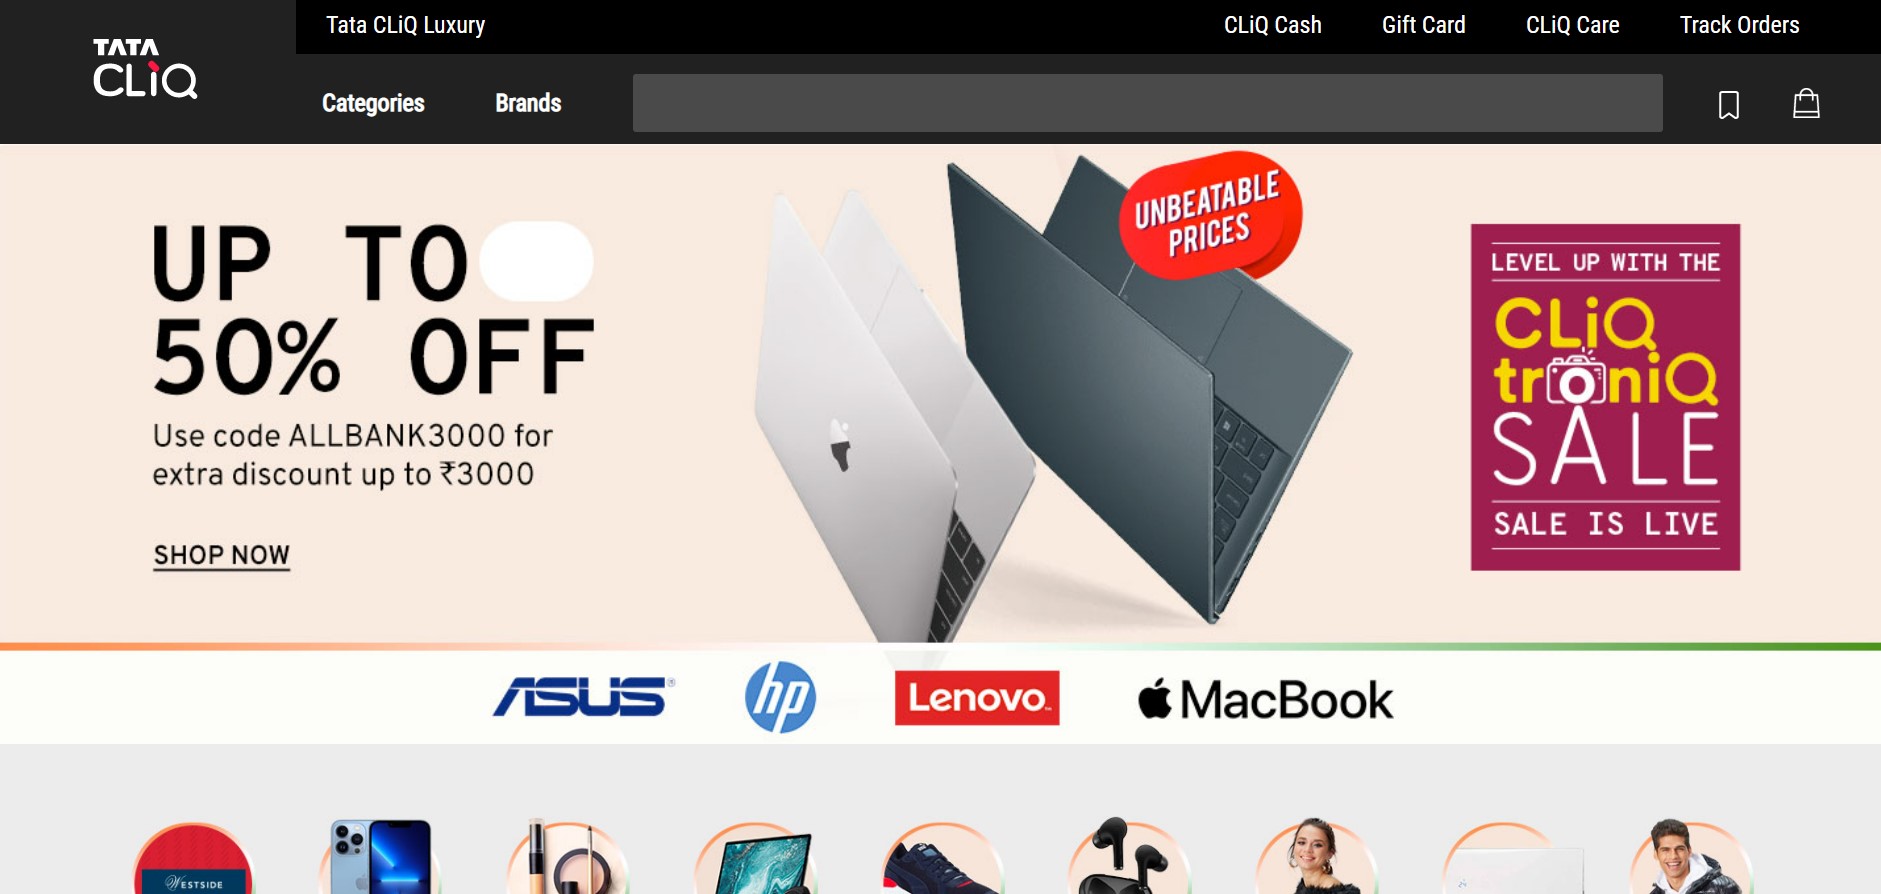 Tata CLiQ Luxury
CLiQ Cash
Gift Card
CLiQ Care
Track Orders
TATA
CLiQ
Categories
Brands
UP TO
50% OFF
Use code ALLBANK3000 for
extra discount up to ₹3000
SHOP NOW
UNBEATABLE
PRICES
LEVEL UP WITH THE
CLiQ
troniQ
SALE
SALE IS LIVE
ASUS®
hp
Lenovo
MacBook
WESTSIDE